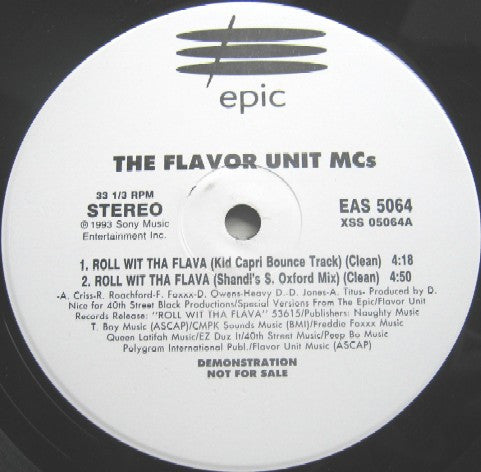 epic
THE FLAVOR UNIT MCs
33 1/3 RPM
STEREO
℗1993 Sony Music
Entertainment Inc.
EAS 5064
XSS 05064A
1. ROLL WIT THA FLAVA (Kid Capri Bounce Track) (Clean) 4:18
2. ROLL WIT THA FLAVA (Shandi's S. Oxford Mix) (Clean) 4:50
-A. Criss-R. Roachford-F. Foxxx-D. Owens-Heavy D.-D. Jones-A. Titus- Produced by D.
Nice for 40th Street Black Productions/Special Versions From The Epic/Flavor Unit
Records Release: "ROLL WIT THA FLAVA" 53615/Publishers: Naughty Music/
T. Boy Music (ASCAP)/CMPK Sounds Music (BMI)/Freddie Foxxx Music
Queen Latifah Music/EZ Duz It/40th Street Music/Peep Bo Music
Polygram International Publ./Flavor Unit Music (ASCAP)
DEMONSTRATION
NOT FOR SALE